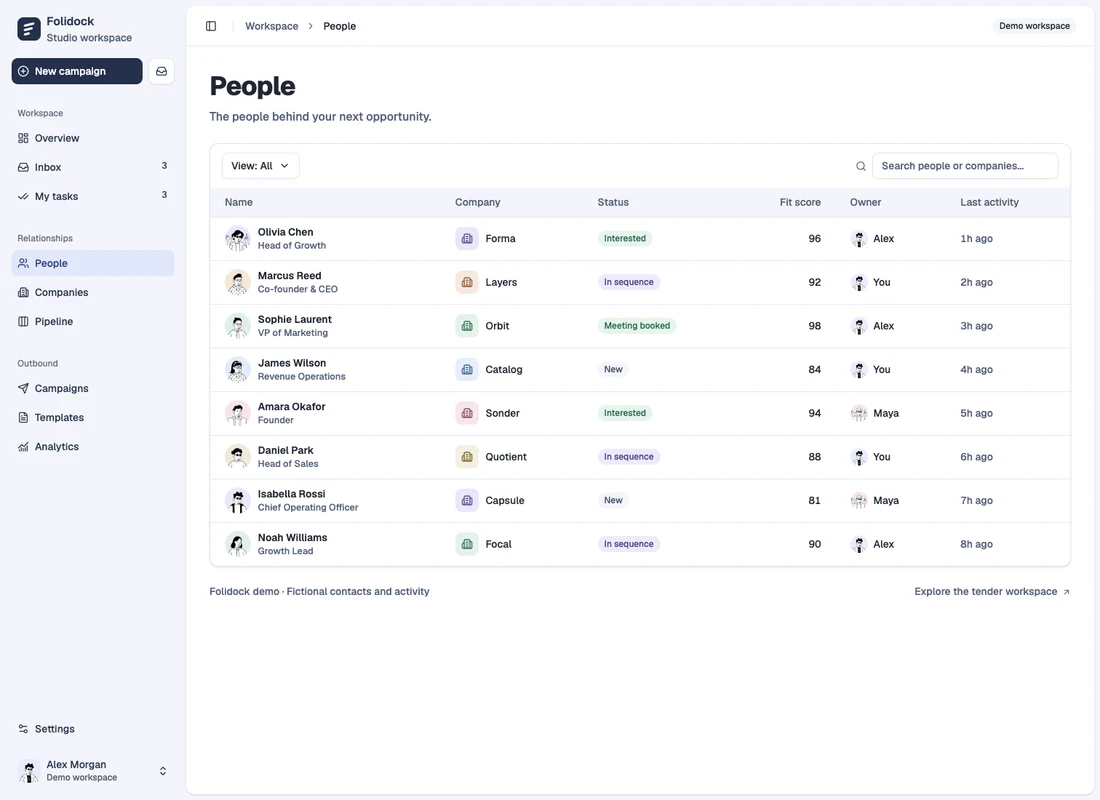 Folidock
Studio workspace
New campaign
Workspace
Overview
Inbox 3
My tasks 3
Relationships
People
Companies
Pipeline
Outbound
Campaigns
Templates
Analytics
Settings
Alex Morgan
Demo workspace
Workspace > People
Demo workspace
People
The people behind your next opportunity.
View: All
Search people or companies...
Name Company Status Fit score Owner Last activity
Olivia Chen
Head of Growth
Forma Interested 96 Alex 1h ago
Marcus Reed
Co-founder & CEO
Layers In sequence 92 You 2h ago
Sophie Laurent
VP of Marketing
Orbit Meeting booked 98 Alex 3h ago
James Wilson
Revenue Operations
Catalog New 84 You 4h ago
Amara Okafor
Founder
Sonder Interested 94 Maya 5h ago
Daniel Park
Head of Sales
Quotient In sequence 88 You 6h ago
Isabella Rossi
Chief Operating Officer
Capsule New 81 Maya 7h ago
Noah Williams
Growth Lead
Focal In sequence 90 Alex 8h ago
Folidock demo · Fictional contacts and activity
Explore the tender workspace ↗